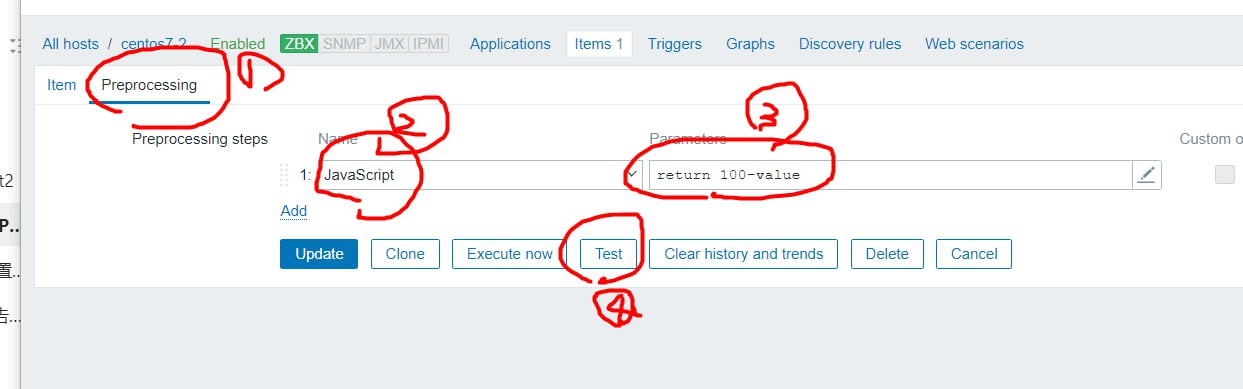 All hosts / centos7-2 Enabled ZBX SNMP JMX IPMI Applications Items 1 Triggers Graphs Discovery rules Web scenarios
Item Preprocessing 1
2 3
Preprocessing steps Name Parameters Custom o
t2
1: JavaScript return 100-value
Add
P...
Update Clone Execute now Test Clear history and trends Delete Cancel
置...
4
告...